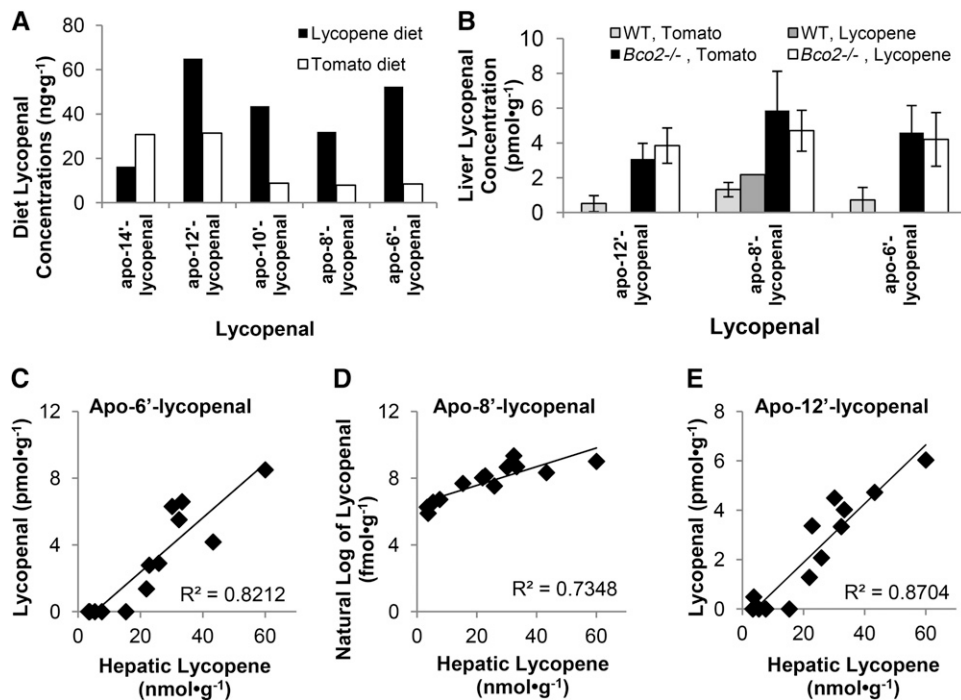 A
Diet Lycopenal
Concentrations (ng•g-1)
80
60
40
20
0
Lycopene diet
Tomato diet
apo-14'-
lycopenal
apo-12'-
lycopenal
apo-10'-
lycopenal
apo-8'-
lycopenal
apo-6'-
lycopenal
Lycopenal
B
WT, Tomato
WT, Lycopene
Bco2-/- , Tomato
Bco2-/- , Lycopene
Liver Lycopenal
Concentration
(pmol•g-1)
10
8
6
4
2
0
apo-12'-
lycopenal
apo-8'-
lycopenal
apo-6'-
lycopenal
Lycopenal
C
Apo-6'-lycopenal
Lycopenal (pmol•g-1)
12
8
4
0
R² = 0.8212
0
20
40
60
Hepatic Lycopene
(nmol•g-1)
D
Apo-8'-lycopenal
Natural Log of Lycopenal
(fmol•g-1)
12
8
4
0
R² = 0.7348
0
20
40
60
Hepatic Lycopene
(nmol•g-1)
E
Apo-12'-lycopenal
Lycopenal (pmol•g-1)
8
6
4
2
0
R² = 0.8704
0
20
40
60
Hepatic Lycopene
(nmol•g-1)